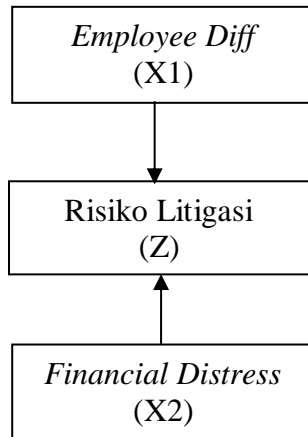 Employee Diff
(X1)
Risiko Litigasi
(Z)
Financial Distress
(X2)